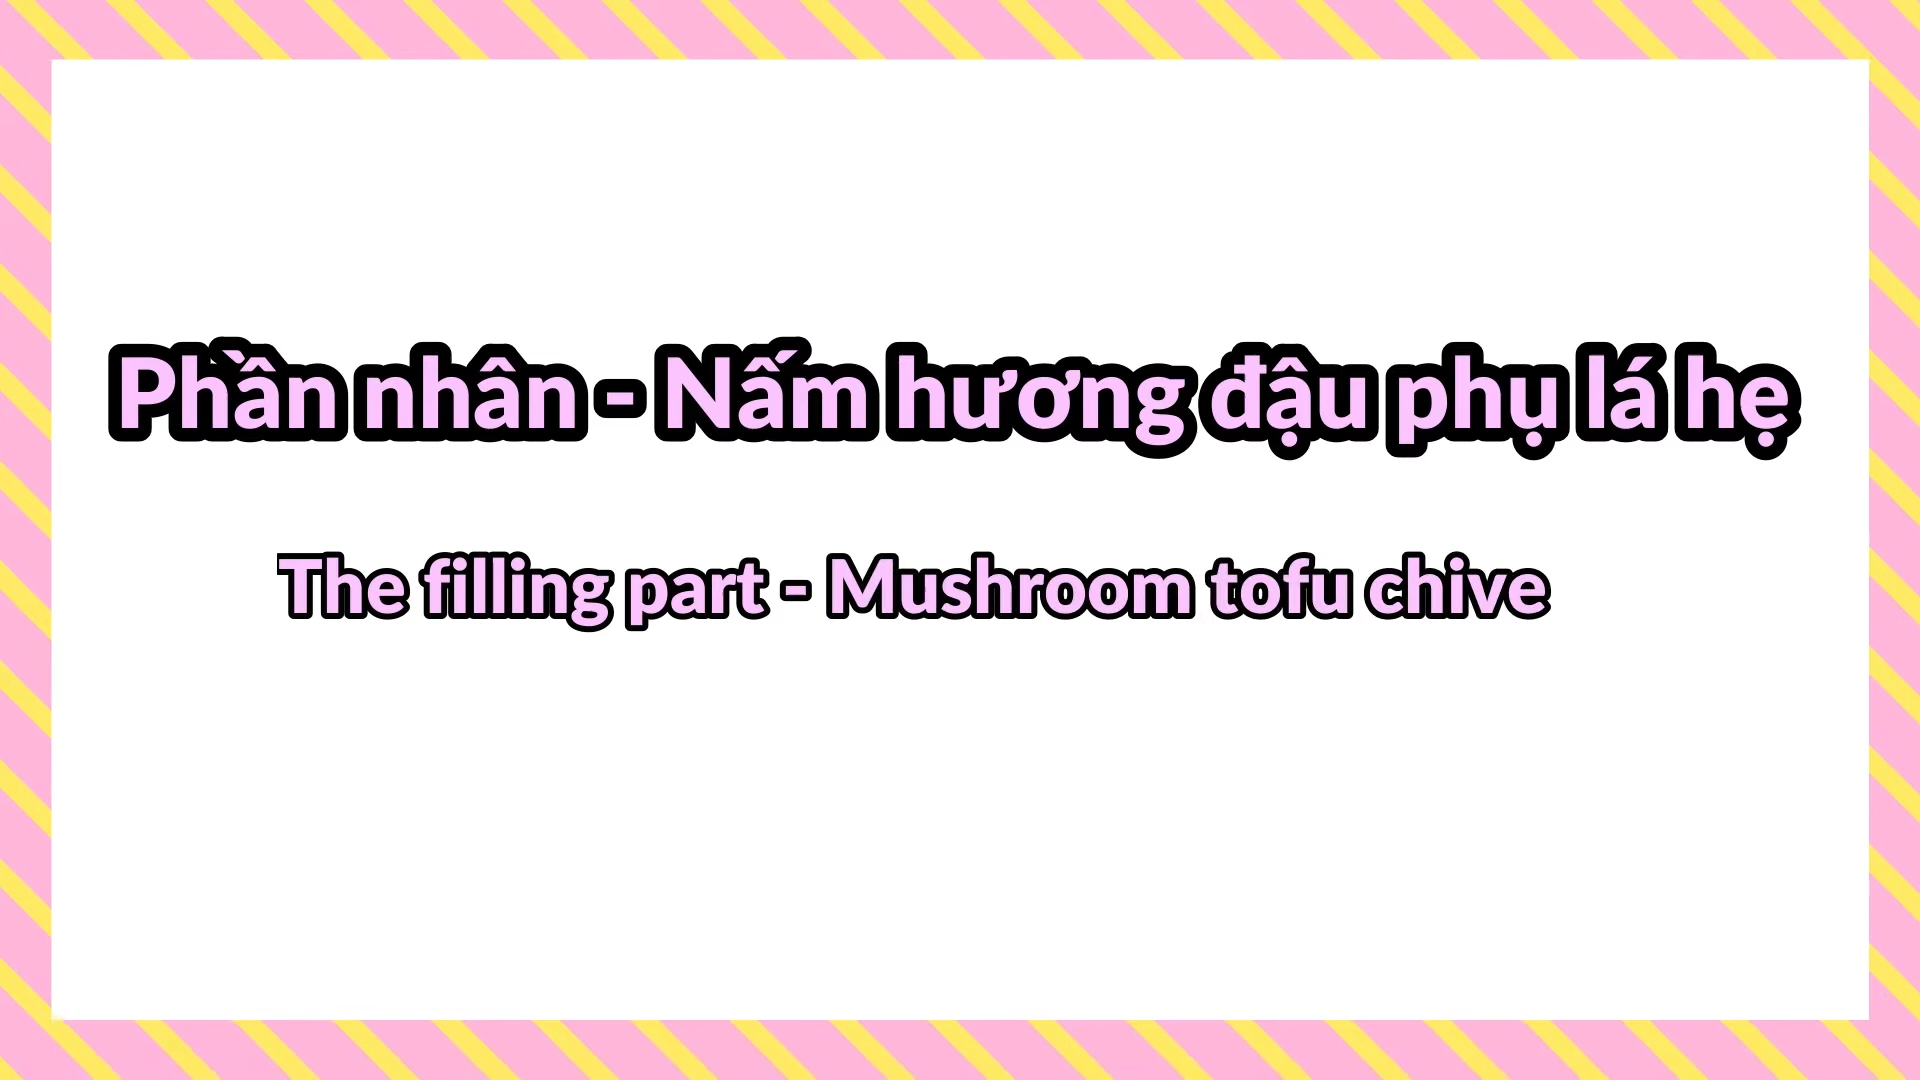 Phần nhân - Nấm hương đậu phụ lá hẹ
The filling part - Mushroom tofu chive